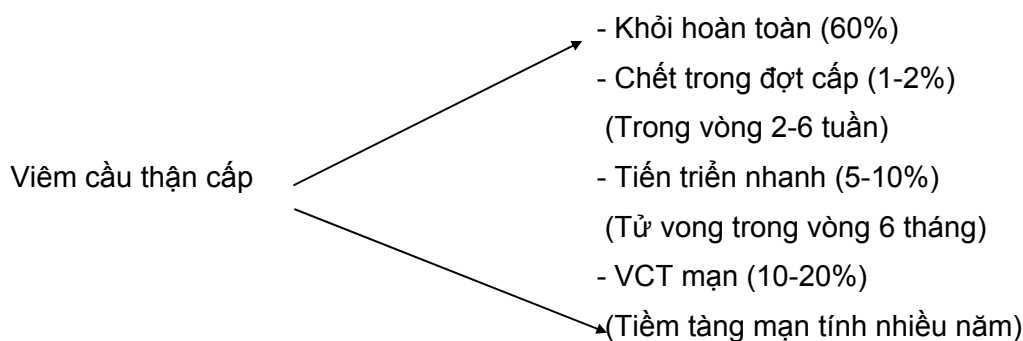 - Khỏi hoàn toàn (60%)
- Chết trong đợt cấp (1-2%)
(Trong vòng 2-6 tuần)
Viêm cầu thận cấp
- Tiến triển nhanh (5-10%)
(Tử vong trong vòng 6 tháng)
- VCT mạn (10-20%)
(Tiềm tàng mạn tính nhiều năm)